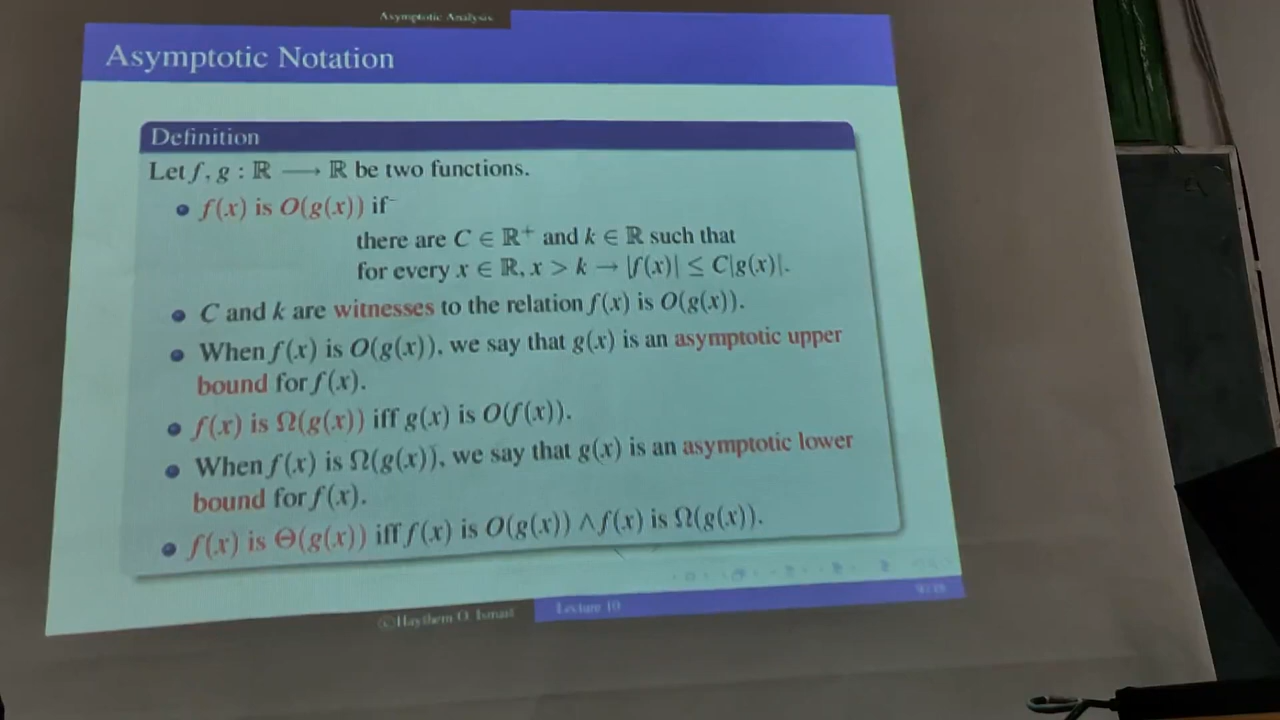 Asymptotic Analysis
Asymptotic Notation
Definition
Let f, g : ℝ ⟶ ℝ be two functions.
• f(x) is O(g(x)) if
there are C ∈ ℝ⁺ and k ∈ ℝ such that
for every x ∈ ℝ, x > k → |f(x)| ≤ C|g(x)|.
• C and k are witnesses to the relation f(x) is O(g(x)).
• When f(x) is O(g(x)), we say that g(x) is an asymptotic upper
bound for f(x).
• f(x) is Ω(g(x)) iff g(x) is O(f(x)).
• When f(x) is Ω(g(x)), we say that g(x) is an asymptotic lower
bound for f(x).
• f(x) is Θ(g(x)) iff f(x) is O(g(x)) ∧ f(x) is Ω(g(x)).
©Haythem O. Ismail Lecture 10